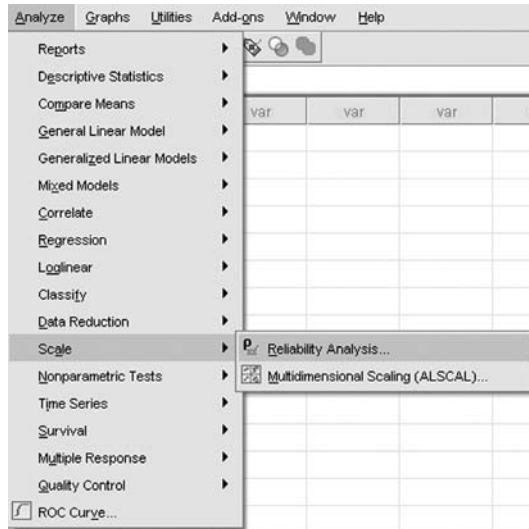 Analyze Graphs Utilities Add-ons Window Help
Reports
Descriptive Statistics
Compare Means
var var var
General Linear Model
Generalized Linear Models
Mixed Models
Correlate
Regression
Loglinear
Classify
Data Reduction
Scale
Reliability Analysis...
Multidimensional Scaling (ALSCAL)...
Nonparametric Tests
Time Series
Survival
Multiple Response
Quality Control
ROC Curve...